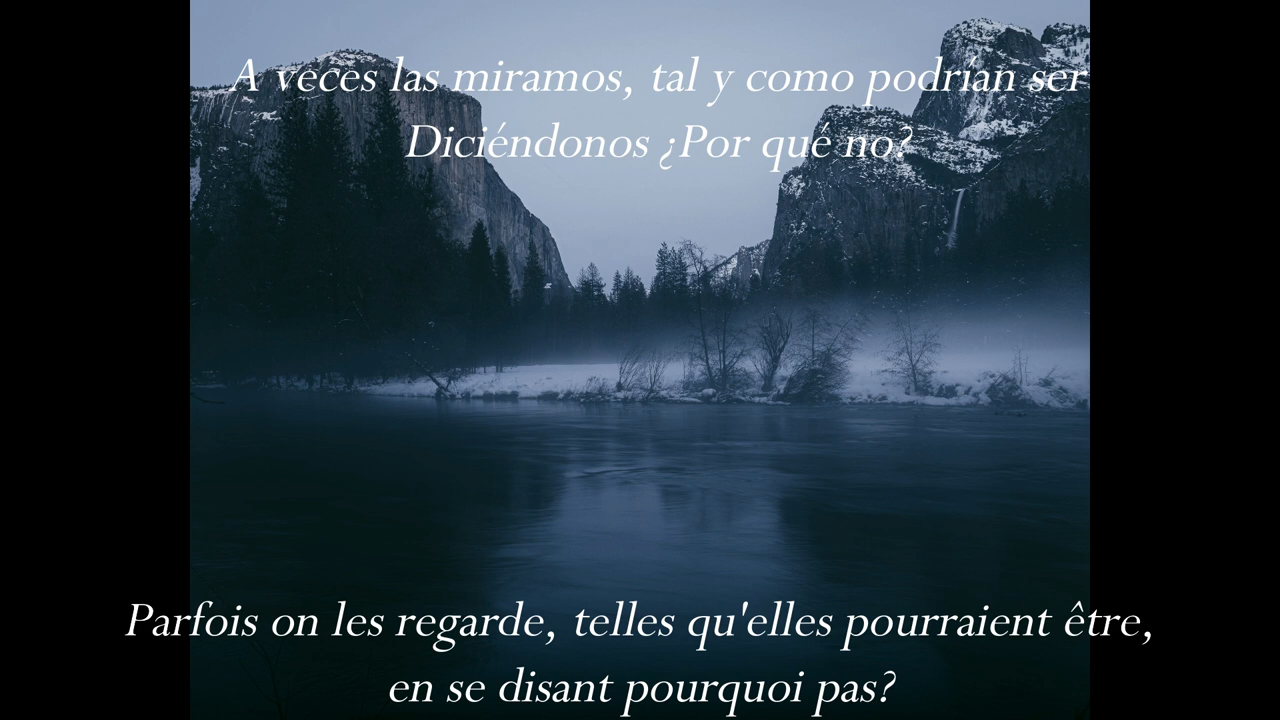 A veces las miramos, tal y como podrían ser
Diciéndonos ¿Por qué no?
Parfois on les regarde, telles qu'elles pourraient être,
en se disant pourquoi pas?